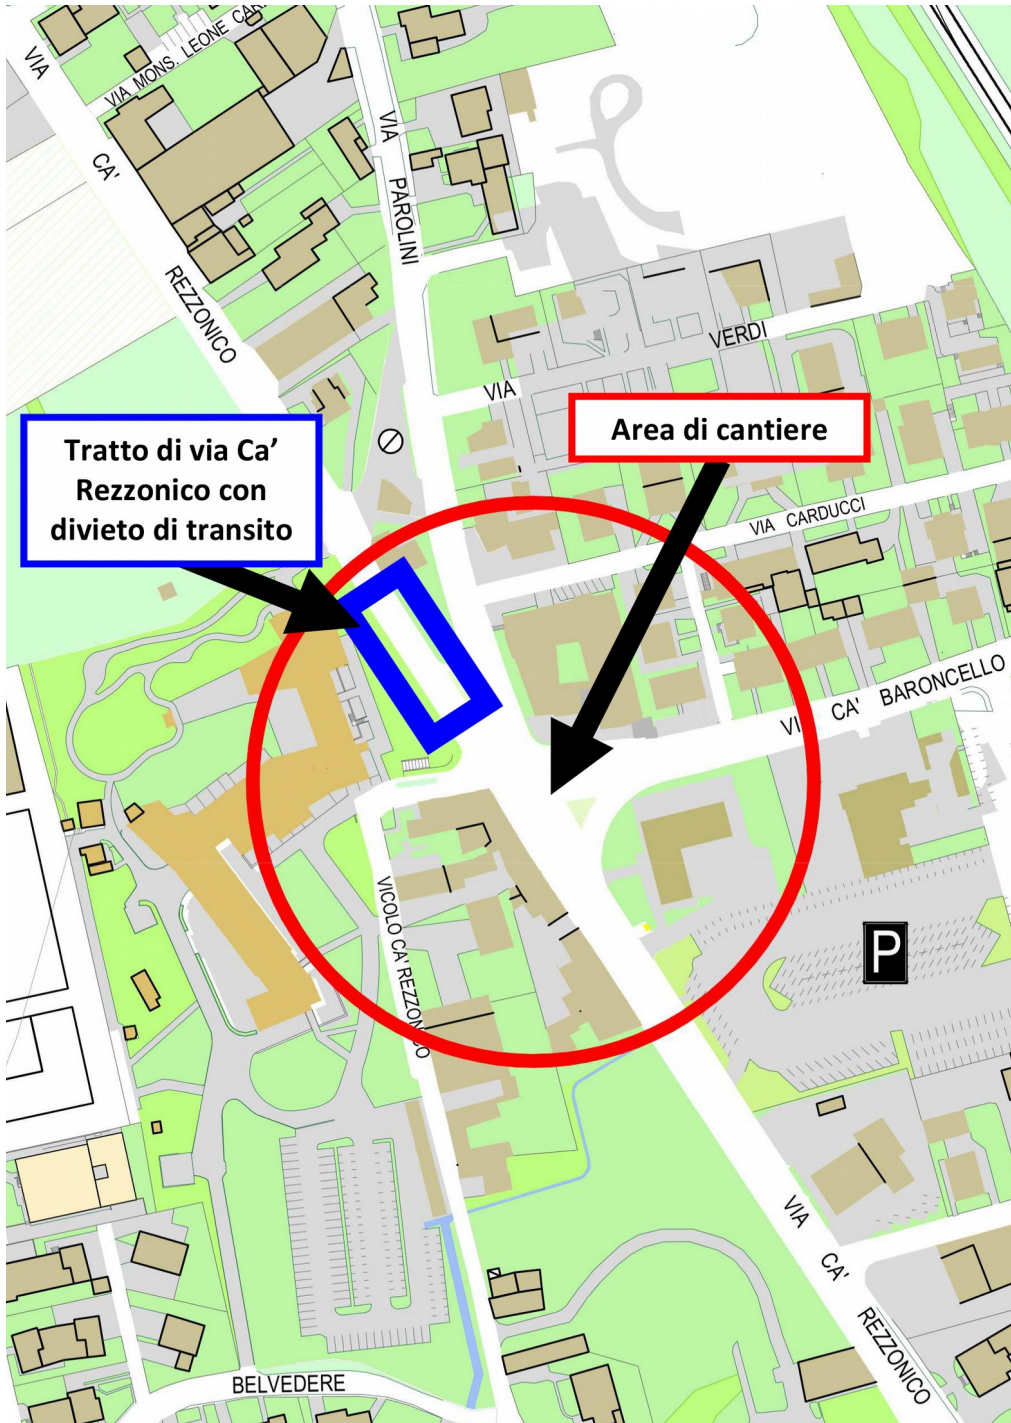 VIA MONS. LEONE CAR
VIA
CA'
REZZONICO
VIA
PAROLINI
VIA
VERDI
Tratto di via Ca’
Rezzonico con
divieto di transito
Area di cantiere
VIA CARDUCCI
VI CA' BARONCELLO
VICOLO CA' REZZONICO
P
VIA
CA'
REZZONICO
BELVEDERE